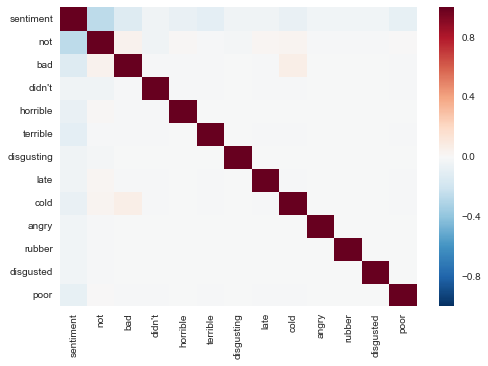 sentiment
not
bad
didn't
horrible
terrible
disgusting
late
cold
angry
rubber
disgusted
poor
sentiment
not
bad
didn't
horrible
terrible
disgusting
late
cold
angry
rubber
disgusted
poor
0.8
0.4
0.0
−0.4
−0.8